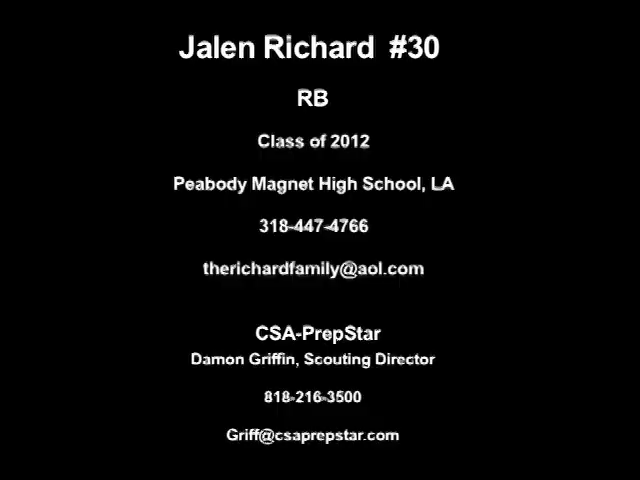 Jalen Richard #30
RB
Class of 2012
Peabody Magnet High School, LA
318-447-4766
therichardfamily@aol.com
CSA-PrepStar
Damon Griffin, Scouting Director
818-216-3500
Griff@csaprepstar.com